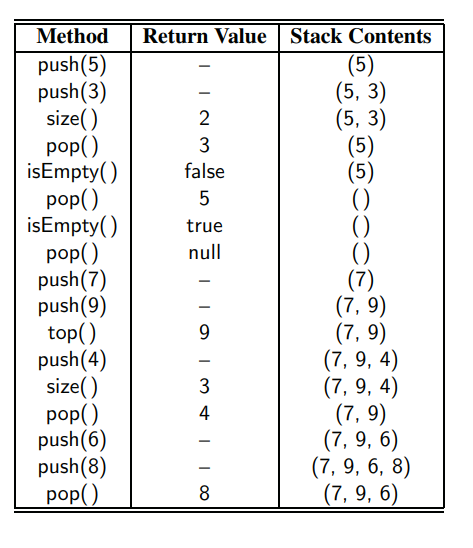 Method Return Value Stack Contents
push(5) – (5)
push(3) – (5, 3)
size() 2 (5, 3)
pop() 3 (5)
isEmpty() false (5)
pop() 5 ()
isEmpty() true ()
pop() null ()
push(7) – (7)
push(9) – (7, 9)
top() 9 (7, 9)
push(4) – (7, 9, 4)
size() 3 (7, 9, 4)
pop() 4 (7, 9)
push(6) – (7, 9, 6)
push(8) – (7, 9, 6, 8)
pop() 8 (7, 9, 6)